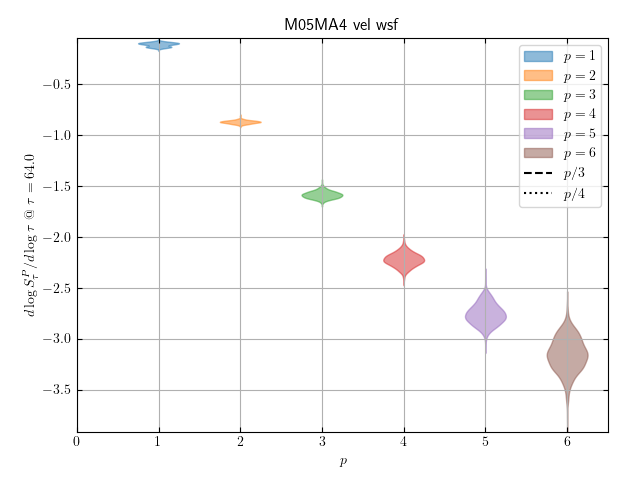 M05MA4 vel wsf
d log S_τ^P / d log τ @ τ = 64.0
−0.5
−1.0
−1.5
−2.0
−2.5
−3.0
−3.5
p = 1
p = 2
p = 3
p = 4
p = 5
p = 6
p/3
p/4
0 1 2 3 4 5 6
p